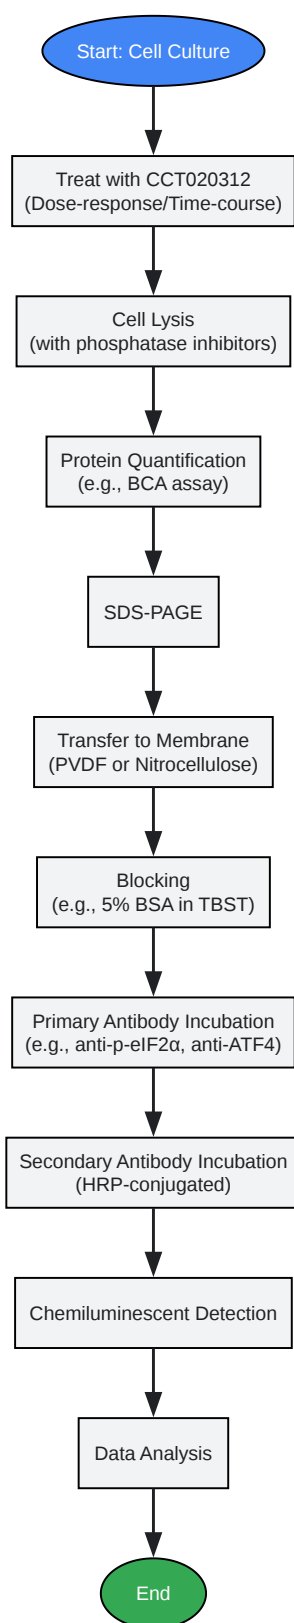 Start: Cell Culture
Treat with CCT020312
(Dose-response/Time-course)
Cell Lysis
(with phosphatase inhibitors)
Protein Quantification
(e.g., BCA assay)
SDS-PAGE
Transfer to Membrane
(PVDF or Nitrocellulose)
Blocking
(e.g., 5% BSA in TBST)
Primary Antibody Incubation
(e.g., anti-p-eIF2α, anti-ATF4)
Secondary Antibody Incubation
(HRP-conjugated)
Chemiluminescent Detection
Data Analysis
End